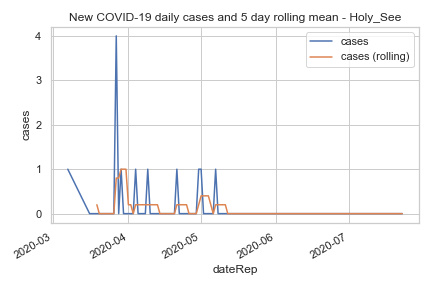 New COVID-19 daily cases and 5 day rolling mean - Holy_See
cases
cases (rolling)
4
3
2
1
0
cases
2020-03
2020-04
2020-05
2020-06
2020-07
dateRep